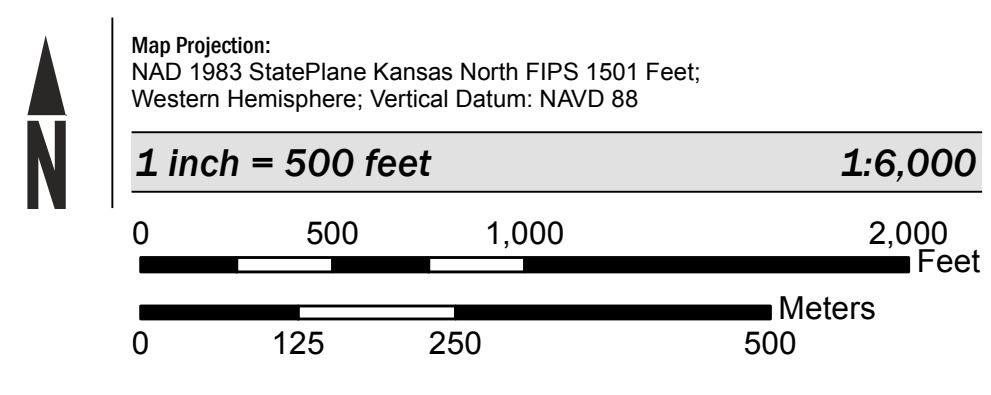 N
Map Projection:
NAD 1983 StatePlane Kansas North FIPS 1501 Feet;
Western Hemisphere; Vertical Datum: NAVD 88
1 inch = 500 feet 1:6,000
0 500 1,000 2,000
Feet
Meters
0 125 250 500